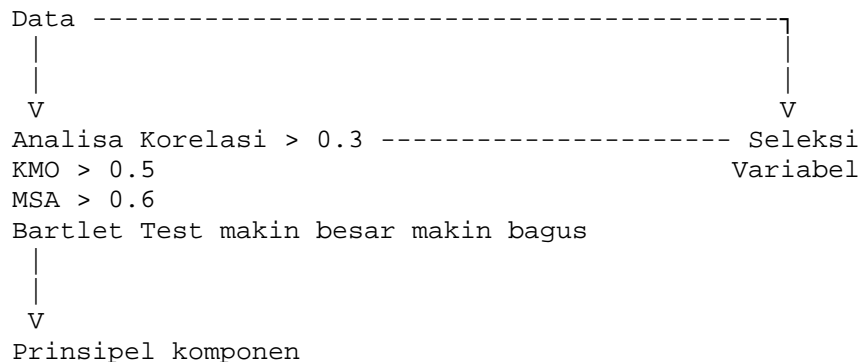 Data
Analisa Korelasi > 0.3 Seleksi
KMO > 0.5 Variabel
MSA > 0.6
Bartlet Test makin besar makin bagus
V
V
V
Prinsipel komponen